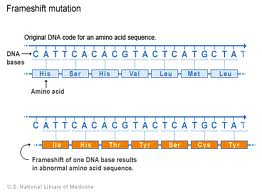 Frameshift mutation
Original DNA code for an amino acid sequence.
DNA bases
C A T T C A C A C G T A C T C A T G C T A T
His Ser His Val Leu Met Leu
Amino acid
C A T T C A C A C G T A C T C A T G C T A T
Ile His Thr Tyr Ser Cys Tyr
Frameshift of one DNA base results
in abnormal amino acid sequence.
U.S. National Library of Medicine